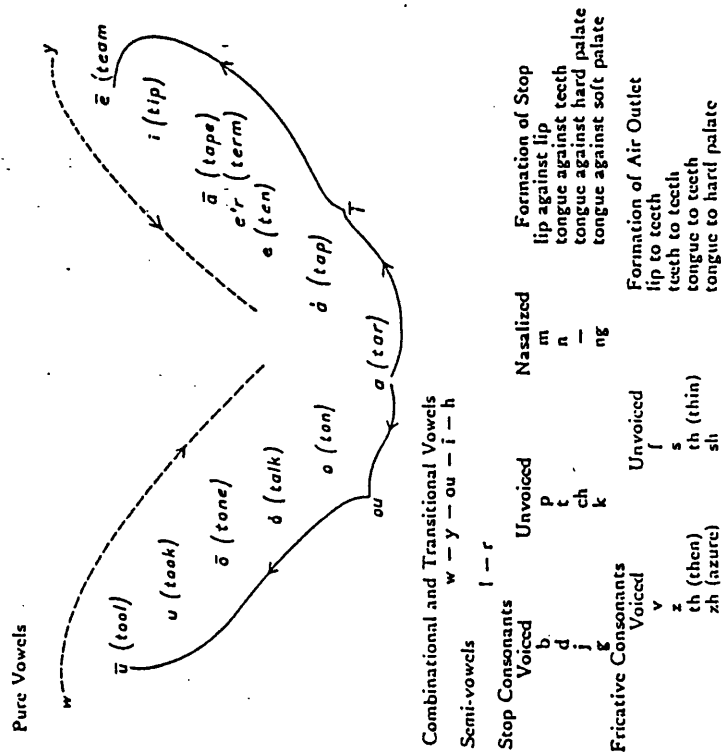 Pure Vowels
w
y
ū (tool)
ē (team
u (took)
i (tip)
ō (tone)
ā (tape)
e'r (term)
ó (talk)
e (ten)
o (ton)
ȧ (tap)
a (tar)
ou
Combinational and Transitional Vowels
w – y – ou – i – h
Semi-vowels
l – r
Stop Consonants
Voiced Unvoiced Nasalized Formation of Stop
b p m lip against lip
d t n tongue against teeth
j ch — tongue against hard palate
g k ng tongue against soft palate
Fricative Consonants
Voiced Unvoiced Formation of Air Outlet
v f lip to teeth
z s teeth to teeth
th (then) th (thin) tongue to teeth
zh (azure) sh tongue to hard palate